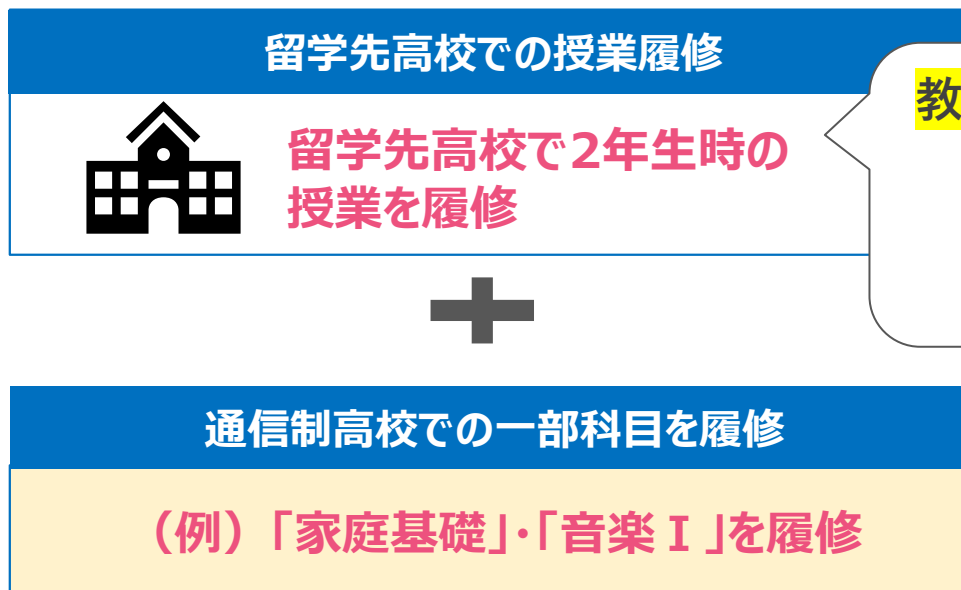 留学先高校での授業履修
教
留学先高校で2年生時の
授業を履修
通信制高校での一部科目を履修
（例）「家庭基礎」・「音楽Ⅰ」を履修